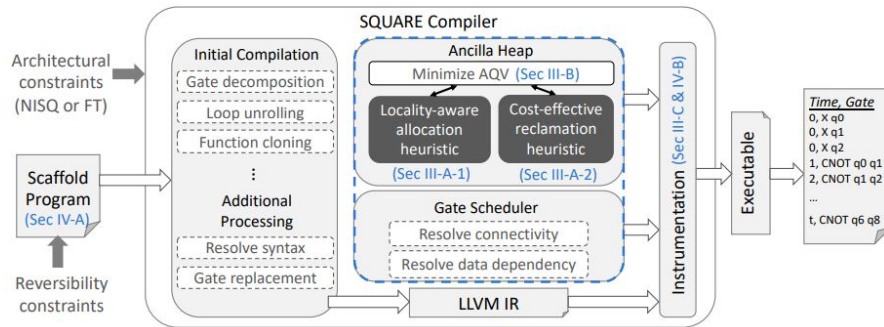 SQUARE Compiler
Architectural
constraints
(NISQ or FT)
Scaffold
Program
(Sec IV-A)
Reversibility
constraints
Initial Compilation
Gate decomposition
Loop unrolling
Function cloning
⋮
Additional
Processing
Resolve syntax
Gate replacement
Ancilla Heap
Minimize AQV (Sec III-B)
Locality-aware
allocation
heuristic
(Sec III-A-1)
Cost-effective
reclamation
heuristic
(Sec III-A-2)
Gate Scheduler
Resolve connectivity
Resolve data dependency
LLVM IR
Instrumentation (Sec III-C & IV-B)
Executable
Time, Gate
0, X q0
0, X q1
0, X q2
1, CNOT q0 q1
2, CNOT q1 q2
...
t, CNOT q6 q8